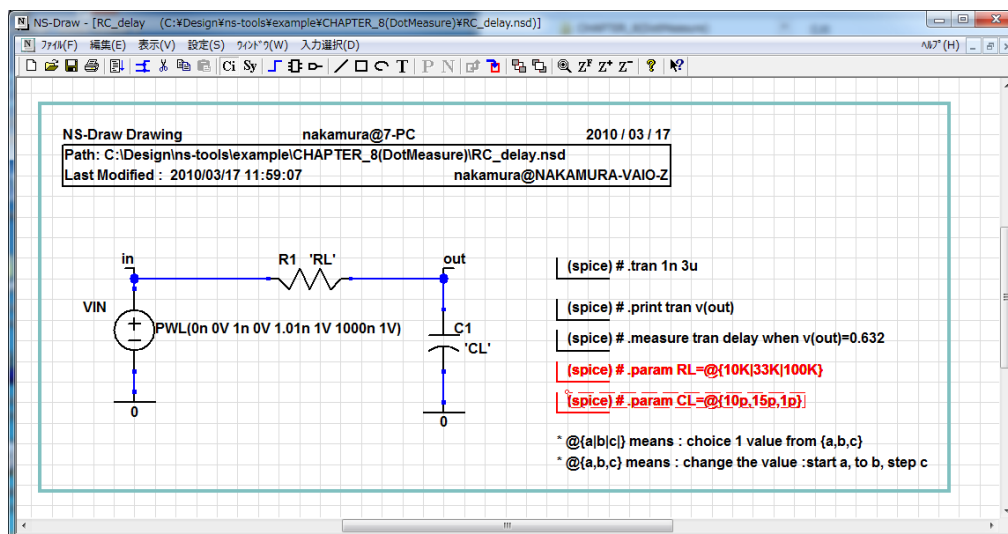 NS-Draw - [RC_delay (C:¥Design¥ns-tools¥example¥CHAPTER_8(DotMeasure)¥RC_delay.nsd)]
ファイル(F) 編集(E) 表示(V) 設定(S) ウィンドウ(W) 入力選択(D) ヘルプ(H)
Ci Sy T P N Z^F Z⁺ Z⁻
NS-Draw Drawing nakamura@7-PC 2010 / 03 / 17
Path: C:\Design\ns-tools\example\CHAPTER_8(DotMeasure)\RC_delay.nsd
Last Modified : 2010/03/17 11:59:07 nakamura@NAKAMURA-VAIO-Z
in R1 'RL' out
VIN
PWL(0n 0V 1n 0V 1.01n 1V 1000n 1V)
C1
'CL'
0
0
(spice) # .tran 1n 3u
(spice) # .print tran v(out)
(spice) # .measure tran delay when v(out)=0.632
(spice) # .param RL=@{10K|33K|100K}
(spice) # .param CL=@{10p,15p,1p}
* @{a|b|c|} means : choice 1 value from {a,b,c}
* @{a,b,c} means : change the value :start a, to b, step c